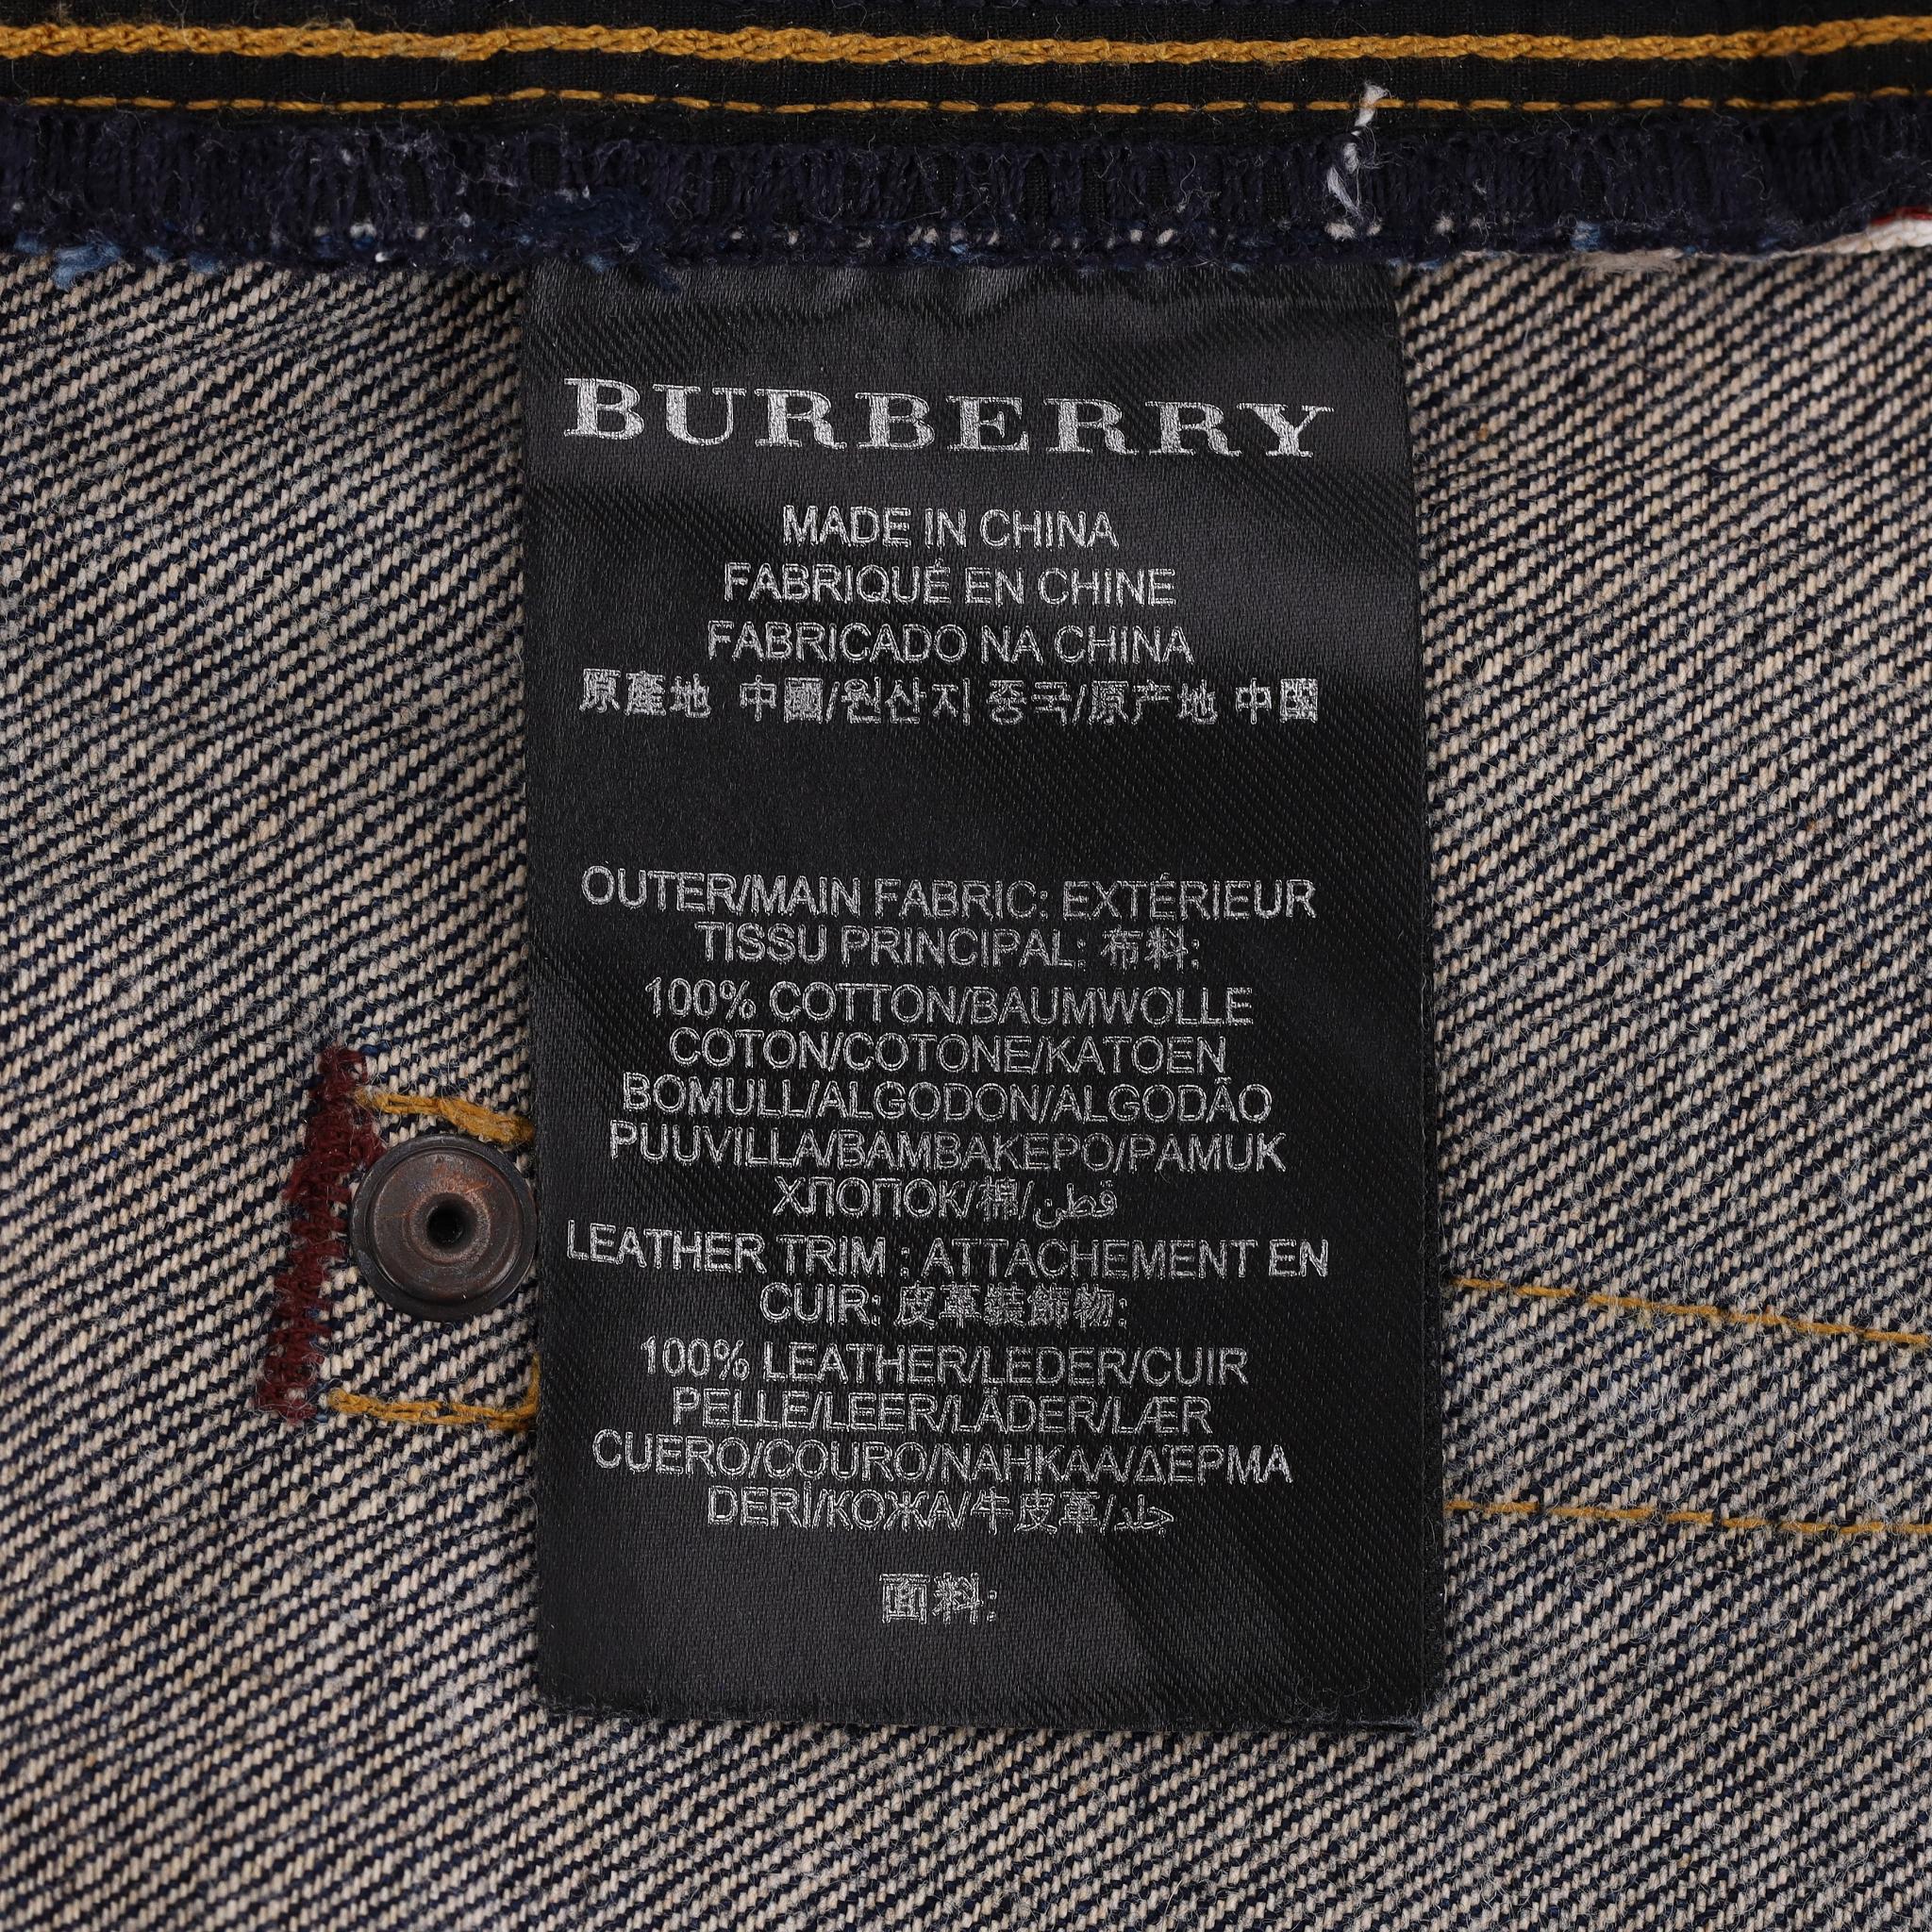 BURBERRY
MADE IN CHINA
FABRIQUÉ EN CHINE
FABRICADO NA CHINA
原產地 中國/원산지 중국/原产地 中國
OUTER/MAIN FABRIC: EXTÉRIEUR
TISSU PRINCIPAL: 布料:
100% COTTON/BAUMWOLLE
COTON/COTONE/KATOEN
BOMULL/ALGODON/ALGODÃO
PUUVILLA/BAMBAKEPO/PAMUK
ХЛОПОК/棉/قطن
LEATHER TRIM : ATTACHEMENT EN
CUIR: 皮革裝飾物:
100% LEATHER/LEDER/CUIR
PELLE/LEER/LÄDER/LÆR
CUERO/COURO/NAHKAA/ΔΈΡΜΑ
DERİ/КОЖА/牛皮革/جلد
面料: